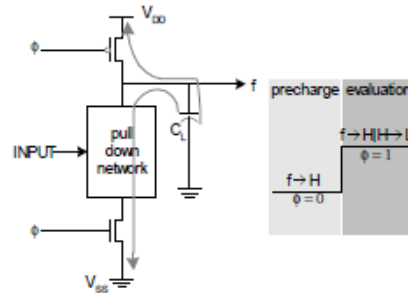 V_DD
ϕ
f
precharge
evaluation
C_L
pull
down
network
INPUT
f→H|H→L
ϕ = 1
f→H
ϕ = 0
ϕ
V_SS